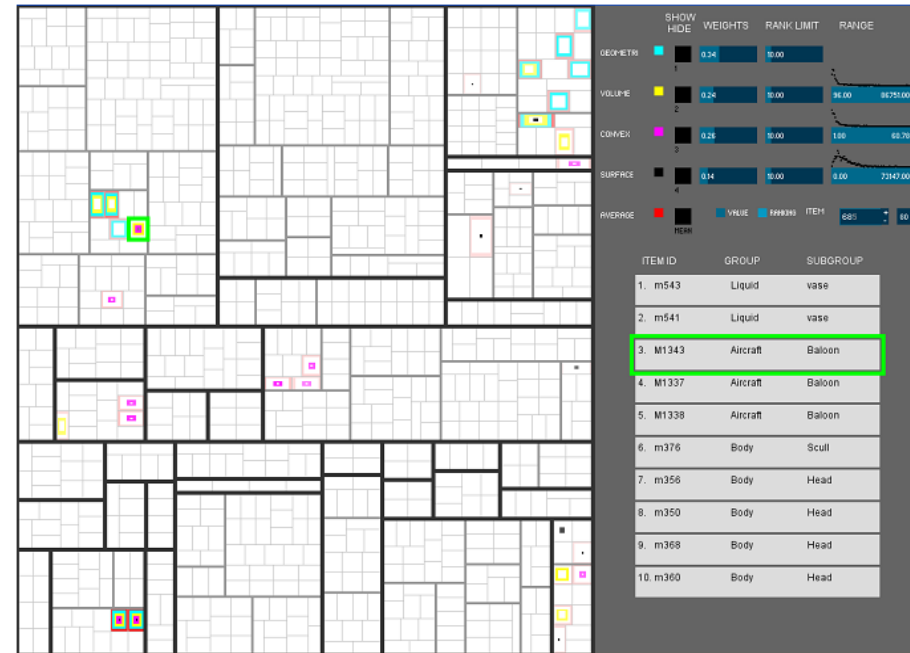 SHOW HIDE WEIGHTS RANK LIMIT RANGE
GEOMETRI 1 0.34 10.00
VOLUME 2 0.24 10.00 96.00 86751.00
CONVEX 3 0.26 10.00 1.00 60.70
SURFACE 4 0.14 10.00 0.00 73147.00
AVERAGE MEAN VALUE RANKING ITEM 685 + - 80
ITEM ID GROUP SUBGROUP
1. m543 Liquid vase
2. m541 Liquid vase
3. M1343 Aircraft Baloon
4. M1337 Aircraft Baloon
5. M1338 Aircraft Baloon
6. m376 Body Scull
7. m356 Body Head
8. m350 Body Head
9. m368 Body Head
10. m360 Body Head